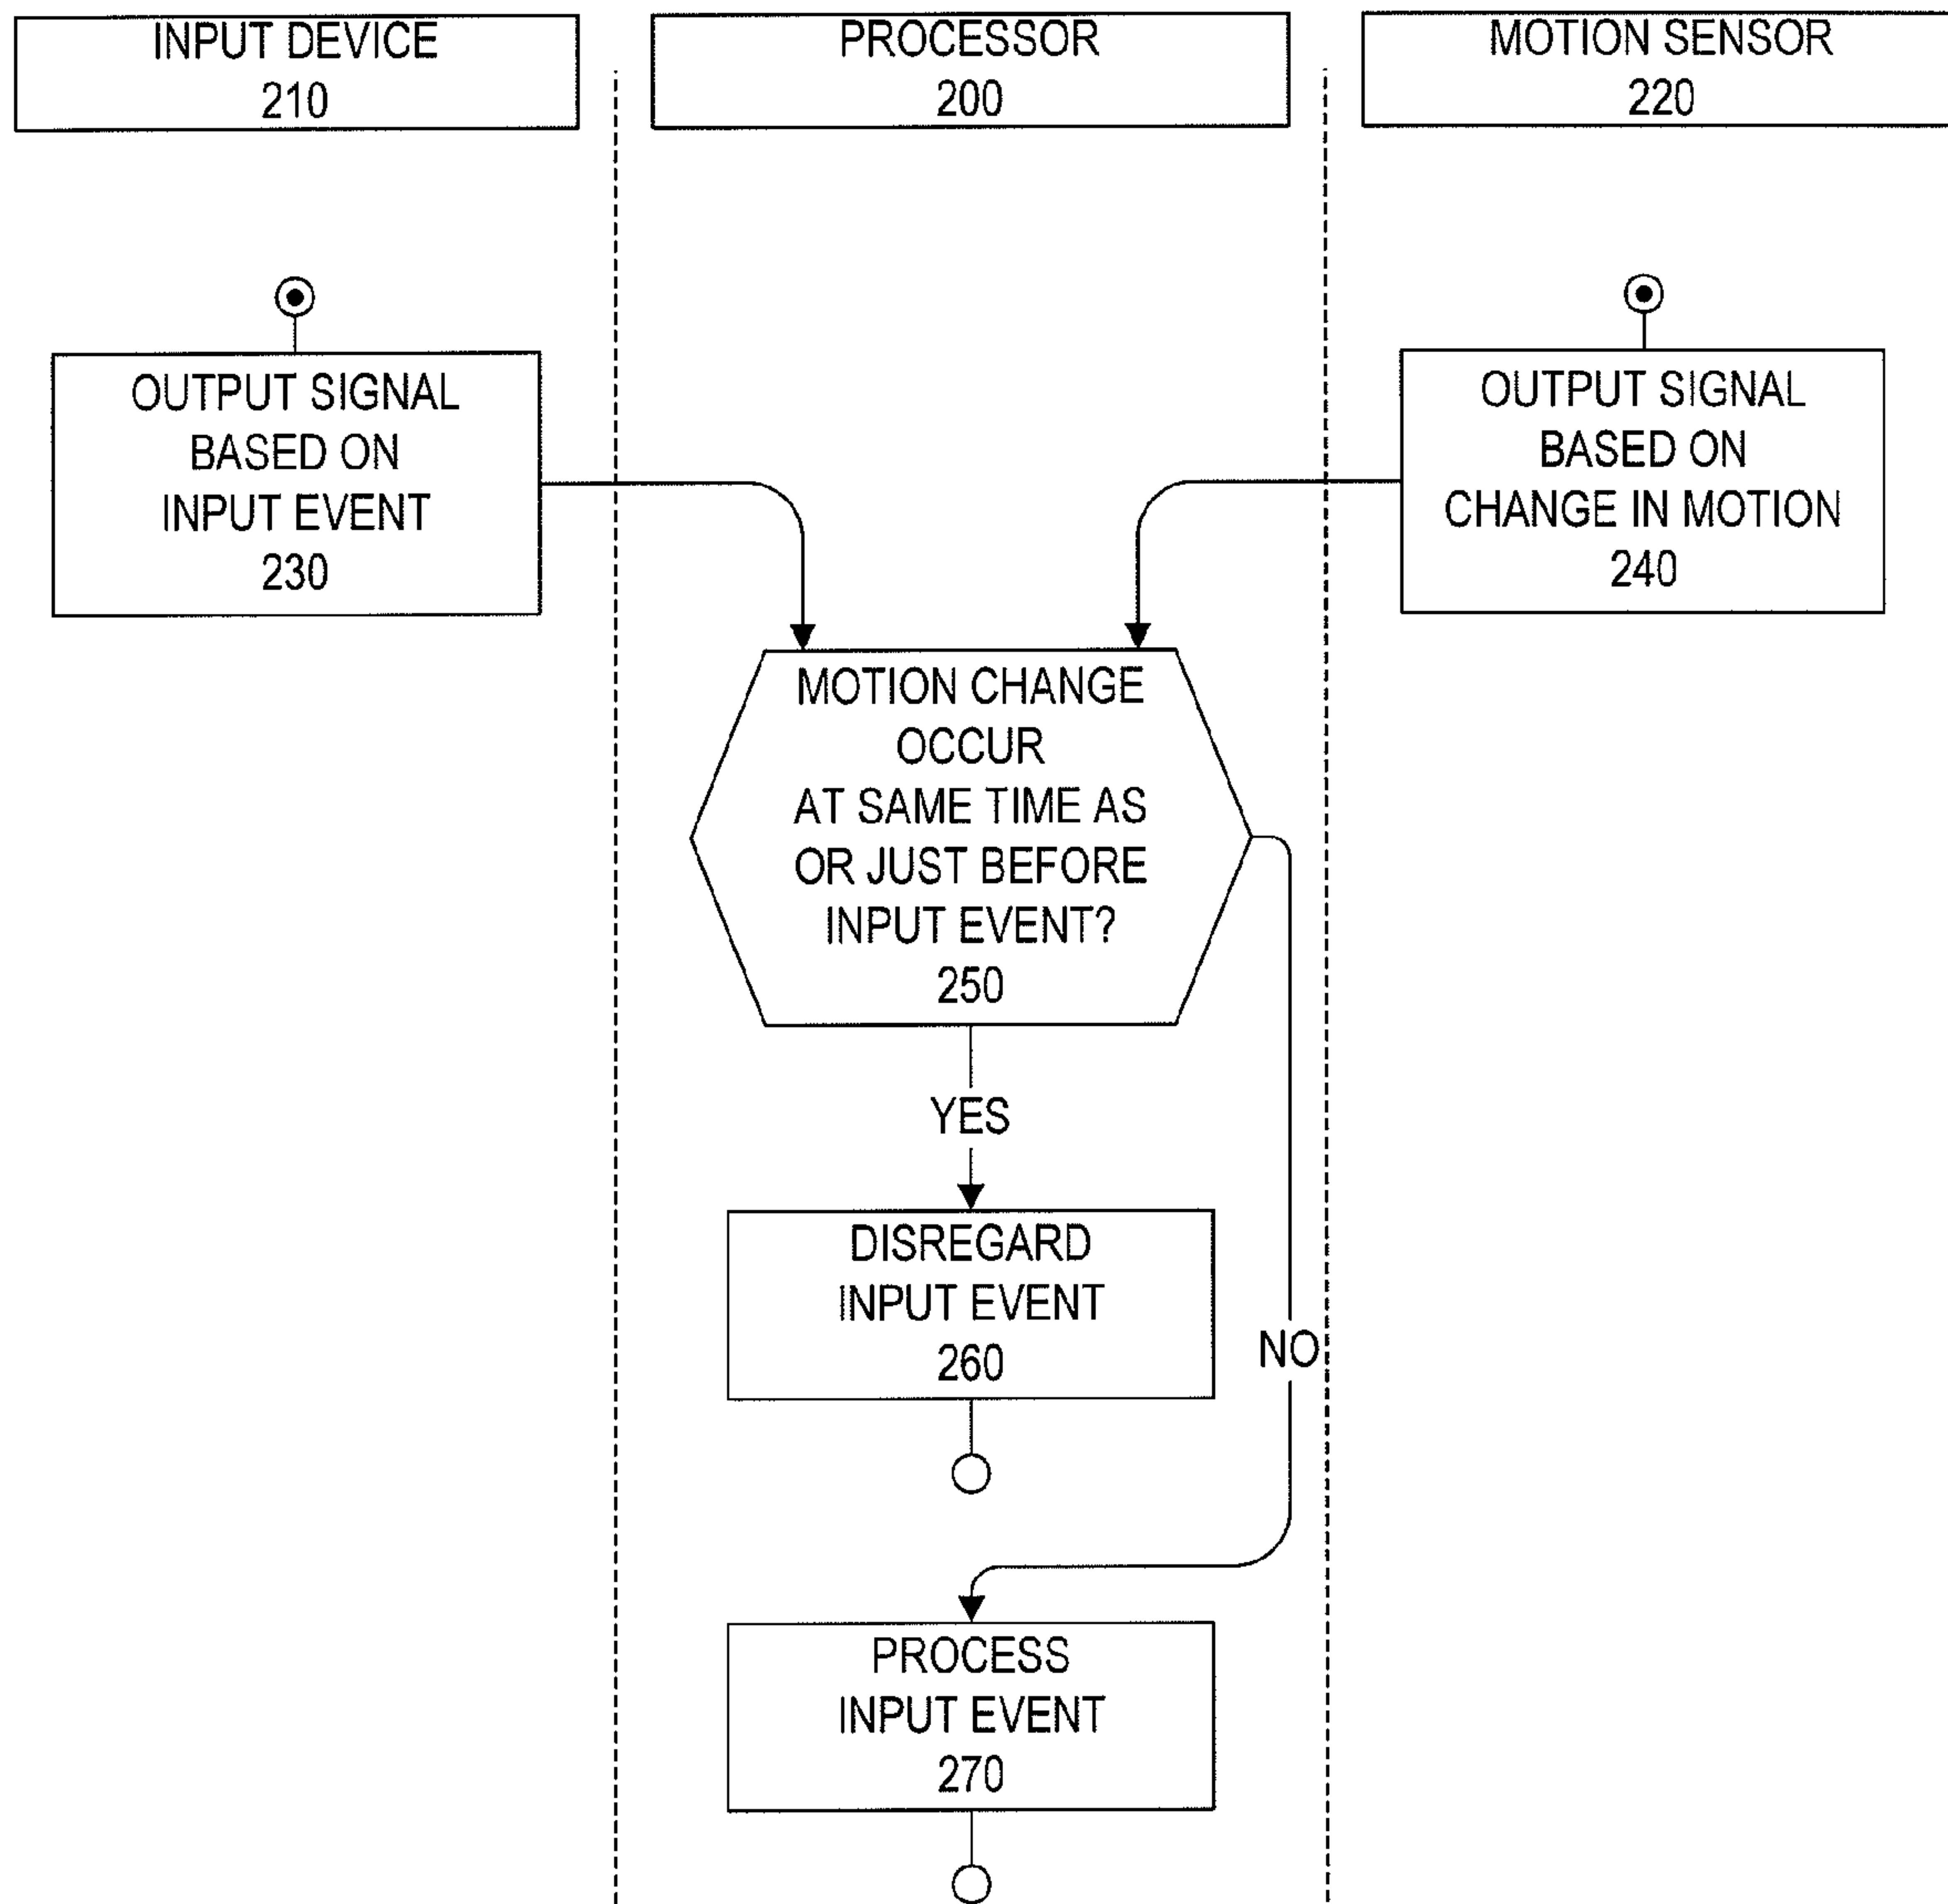 INPUT DEVICE
210
PROCESSOR
200
MOTION SENSOR
220
OUTPUT SIGNAL
BASED ON
INPUT EVENT
230
OUTPUT SIGNAL
BASED ON
CHANGE IN MOTION
240
MOTION CHANGE
OCCUR
AT SAME TIME AS
OR JUST BEFORE
INPUT EVENT?
250
YES
DISREGARD
INPUT EVENT
260
NO
PROCESS
INPUT EVENT
270